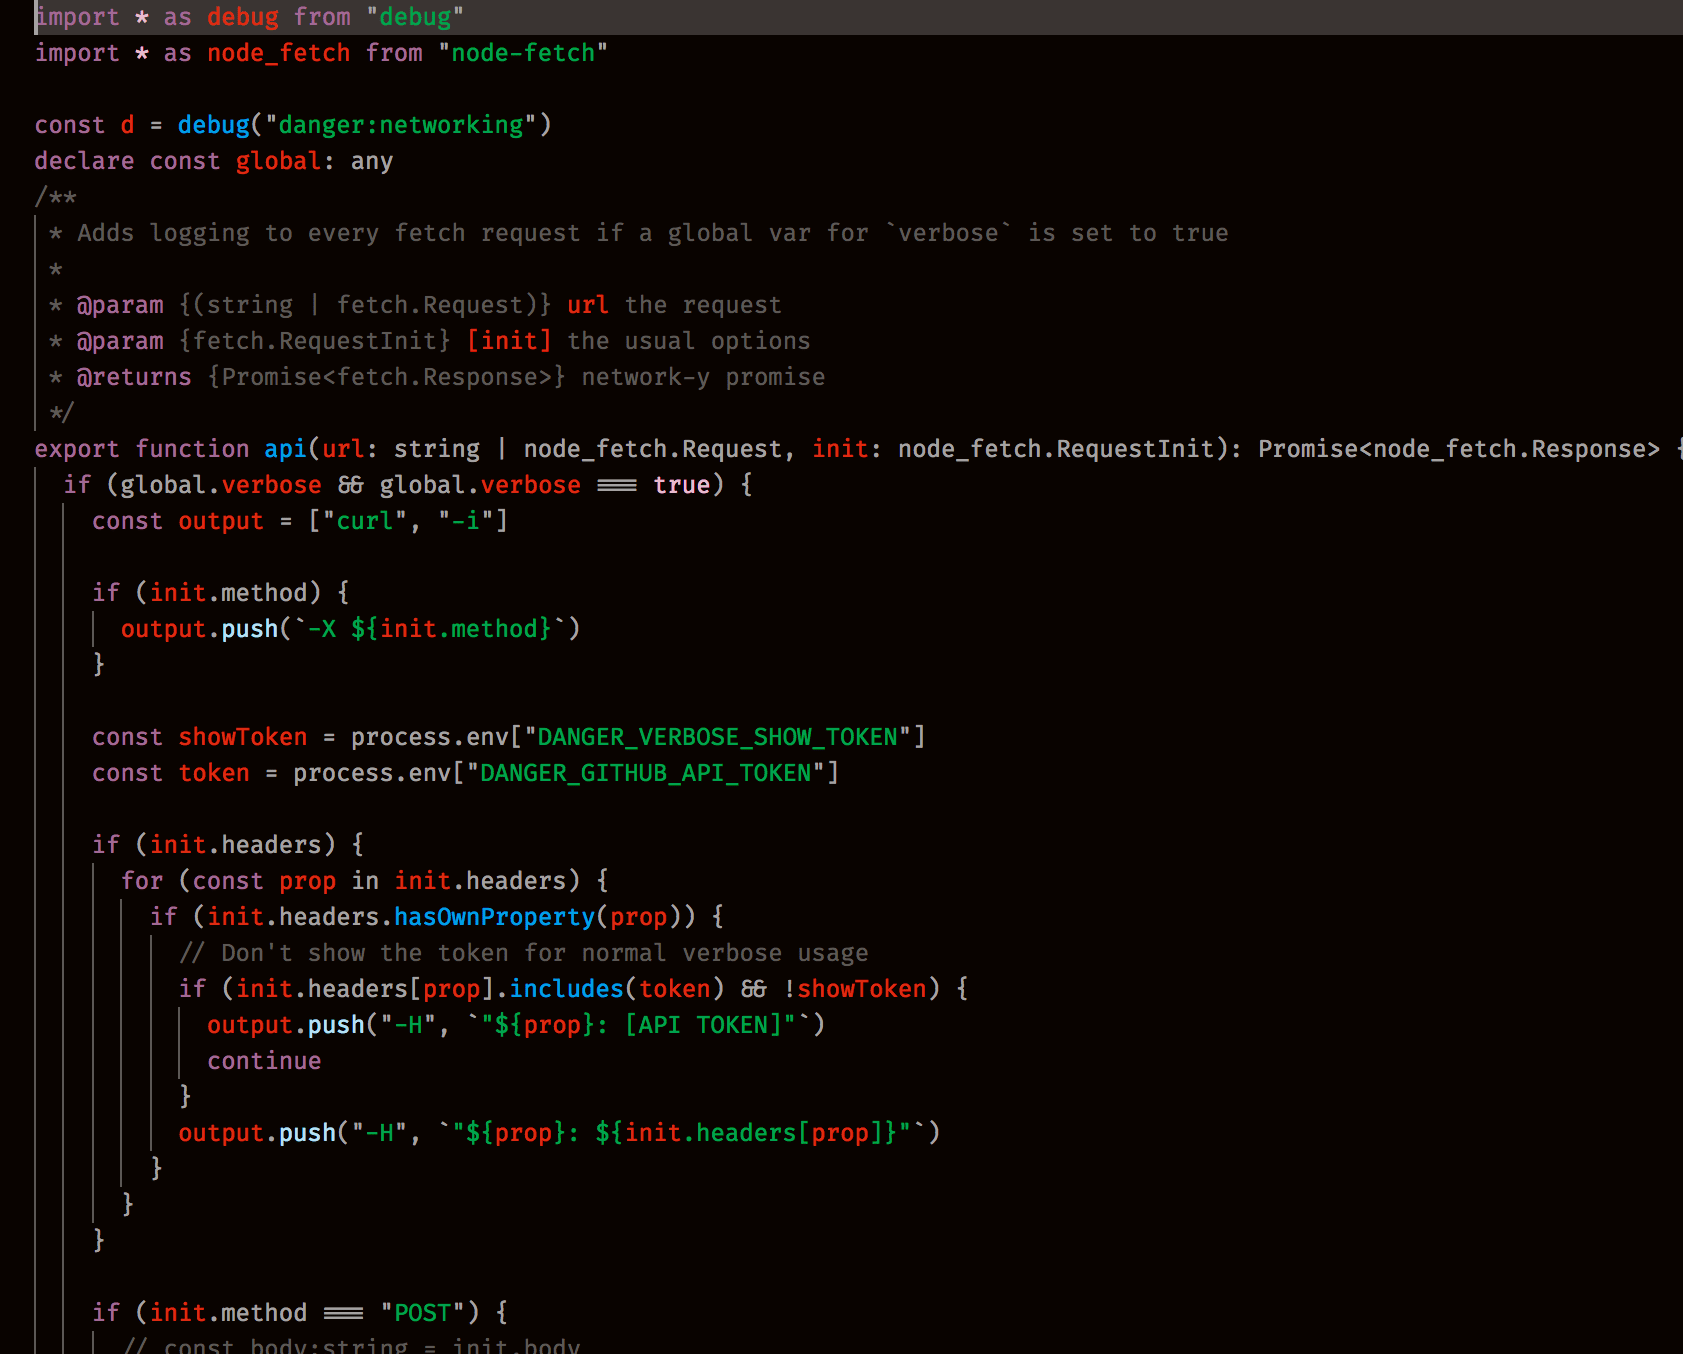 import * as debug from "debug"
import * as node_fetch from "node-fetch"

const d = debug("danger:networking")
declare const global: any
/**
 * Adds logging to every fetch request if a global var for `verbose` is set to true
 *
 * @param {(string | fetch.Request)} url the request
 * @param {fetch.RequestInit} [init] the usual options
 * @returns {Promise<fetch.Response>} network-y promise
 */
export function api(url: string | node_fetch.Request, init: node_fetch.RequestInit): Promise<node_fetch.Response> {
  if (global.verbose && global.verbose === true) {
    const output = ["curl", "-i"]

    if (init.method) {
      output.push(`-X ${init.method}`)
    }

    const showToken = process.env["DANGER_VERBOSE_SHOW_TOKEN"]
    const token = process.env["DANGER_GITHUB_API_TOKEN"]

    if (init.headers) {
      for (const prop in init.headers) {
        if (init.headers.hasOwnProperty(prop)) {
          // Don't show the token for normal verbose usage
          if (init.headers[prop].includes(token) && !showToken) {
            output.push("-H", `"${prop}: [API TOKEN]"`)
            continue
          }
          output.push("-H", `"${prop}: ${init.headers[prop]}"`)
        }
      }
    }

    if (init.method === "POST") {
      // const body:string = init.body